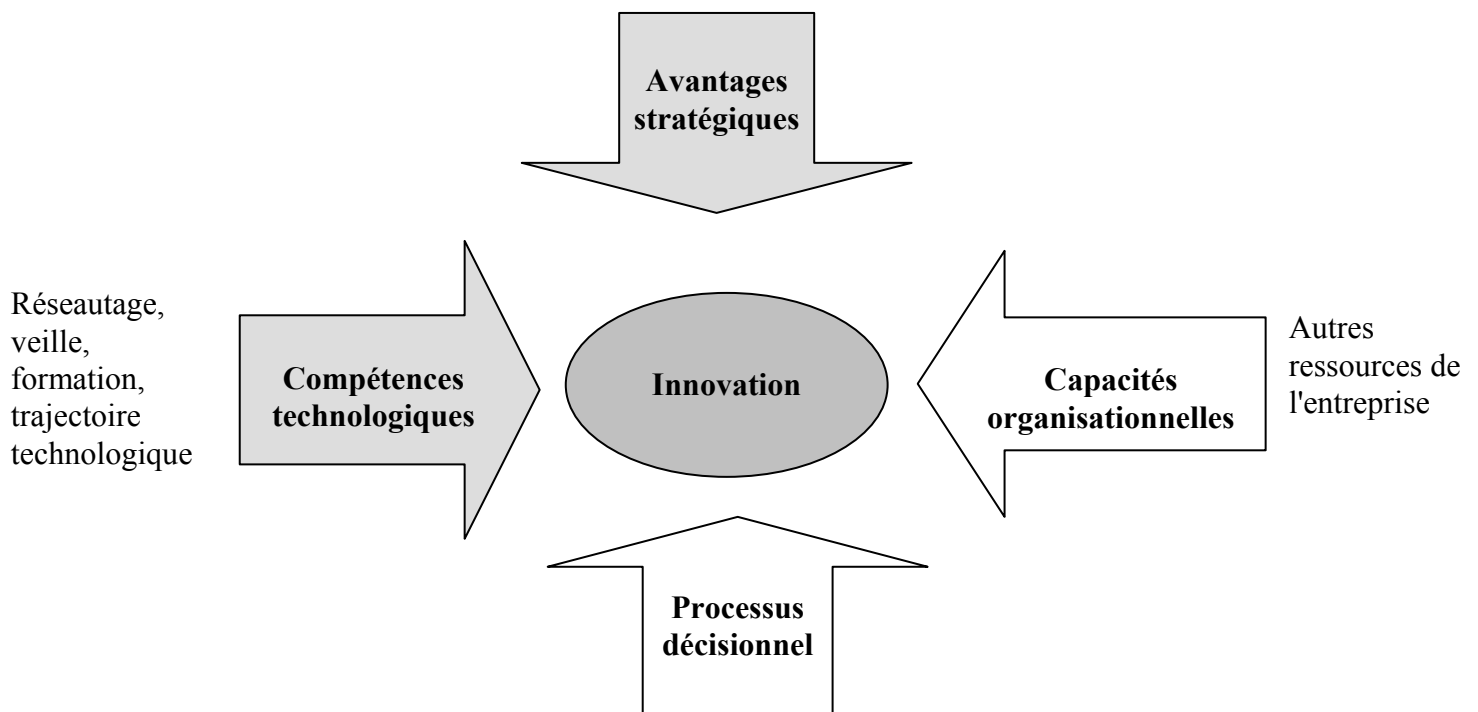 Avantages
stratégiques
Réseautage,
veille,
formation,
trajectoire
technologique
Compétences
technologiques
Innovation
Capacités
organisationnelles
Autres
ressources de
l'entreprise
Processus
décisionnel